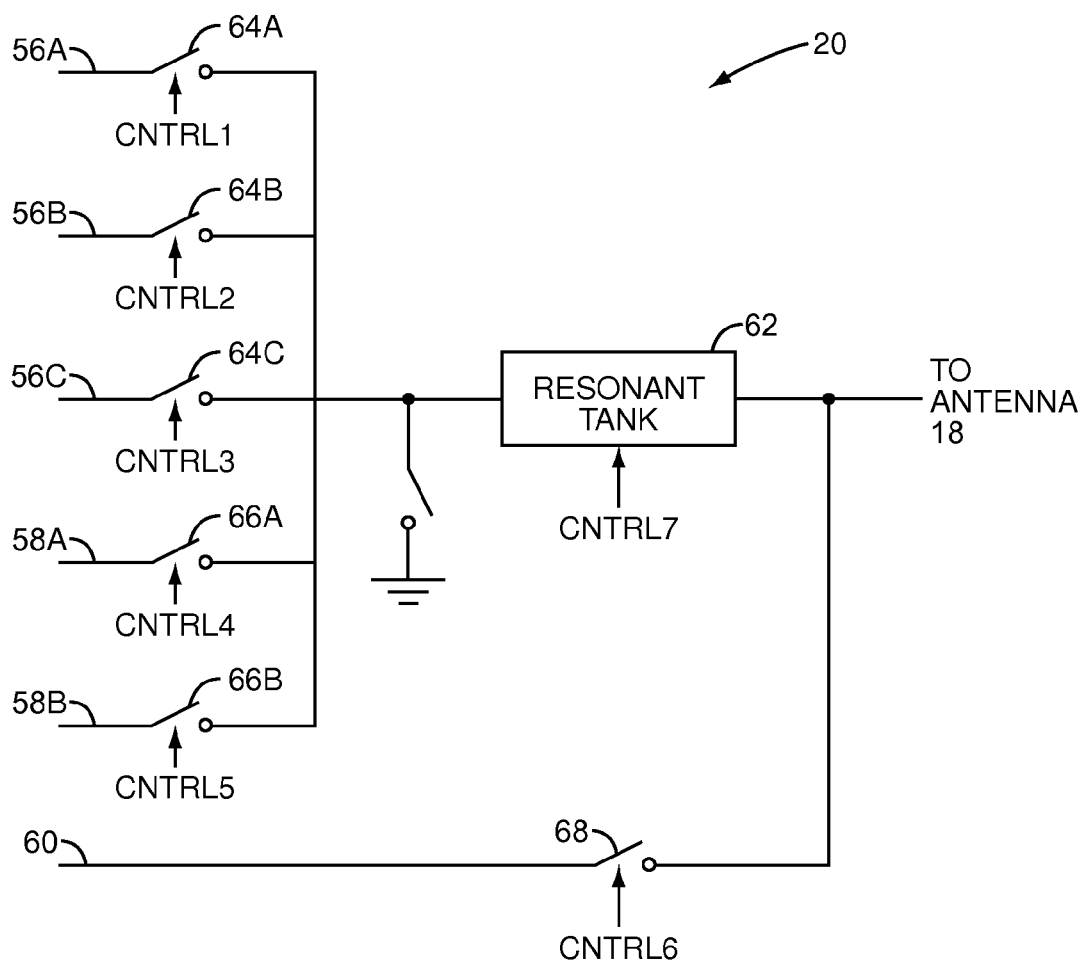 56A
64A
CNTRL1
20
56B
64B
CNTRL2
56C
64C
CNTRL3
62
RESONANT
TANK
CNTRL7
TO
ANTENNA
18
58A
66A
CNTRL4
58B
66B
CNTRL5
60
68
CNTRL6